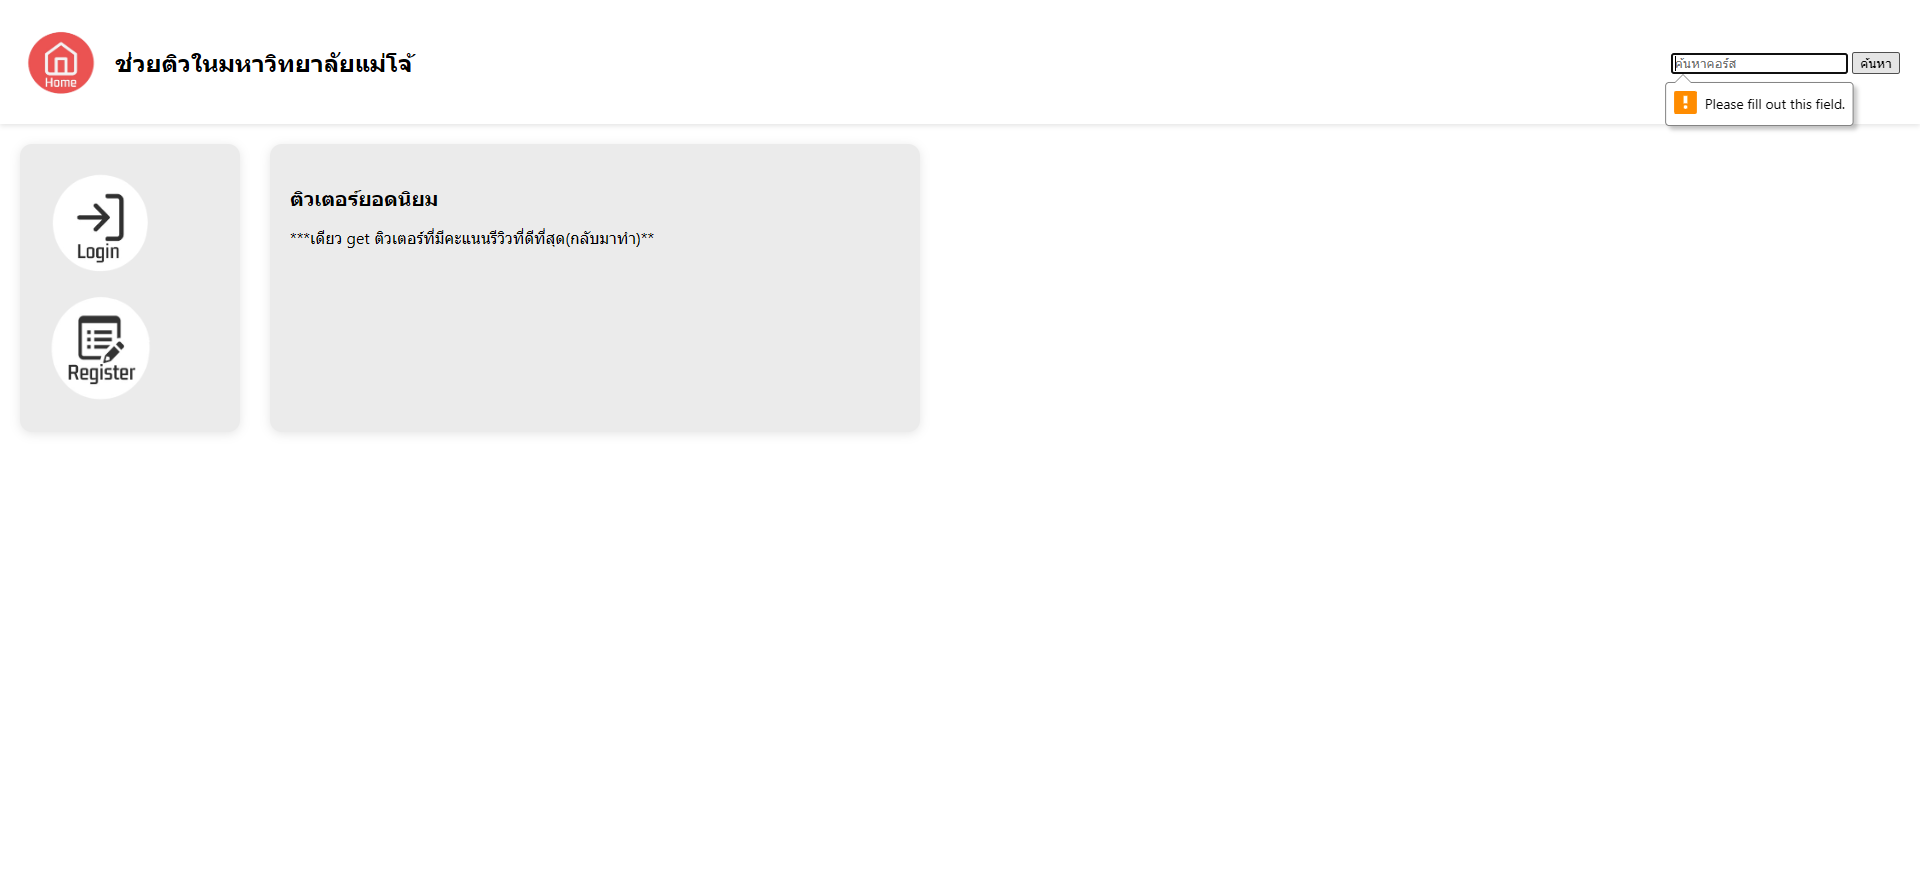 Home
ช่วยติวในมหาวิทยาลัยแม่โจ้
ค้นหาคอร์ส
ค้นหา
Please fill out this field.
Login
Register
ติวเตอร์ยอดนิยม
***เดียว get ติวเตอร์ที่มีคะแนนรีวิวที่ดีที่สุด(กลับมาทำ)**